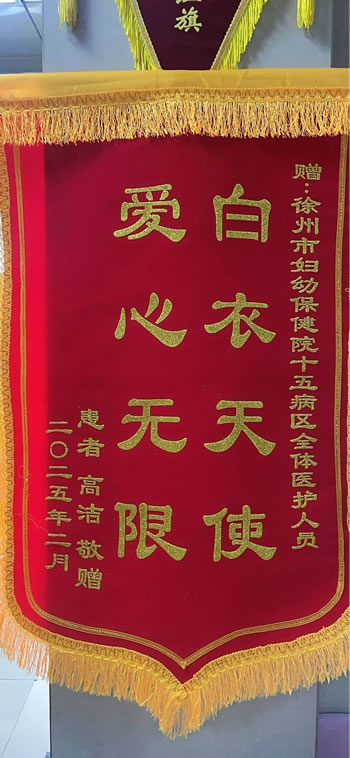 旗
赠：徐州市妇幼保健院十五病区全体医护人员
白衣天使
爱心无限
患者 高洁 敬赠
二〇二五年二月